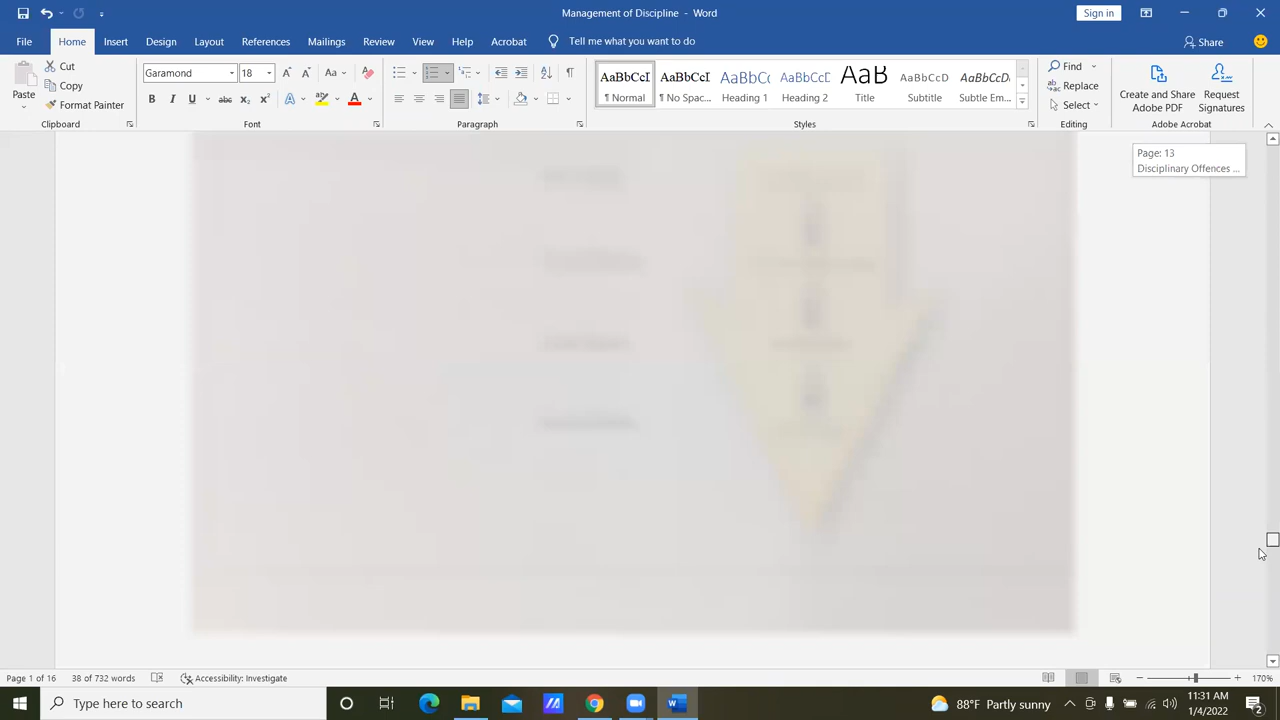 Management of Discipline - Word
Sign in
File Home Insert Design Layout References Mailings Review View Help Acrobat Tell me what you want to do Share
Paste
Cut
Copy
Format Painter
Clipboard
Garamond 18
Font
Paragraph
AaBbCcI AaBbCcI AaBbCc AaBbCcD AaB AaBbCcD AaBbCcD
¶ Normal ¶ No Spac... Heading 1 Heading 2 Title Subtitle Subtle Em...
Styles
Find
Replace
Select
Editing
Create and Share
Adobe PDF
Request
Signatures
Adobe Acrobat
Page: 13
Disciplinary Offences ...
Page 1 of 16 38 of 732 words Accessibility: Investigate 170%
Type here to search
88°F Partly sunny
11:31 AM
1/4/2022